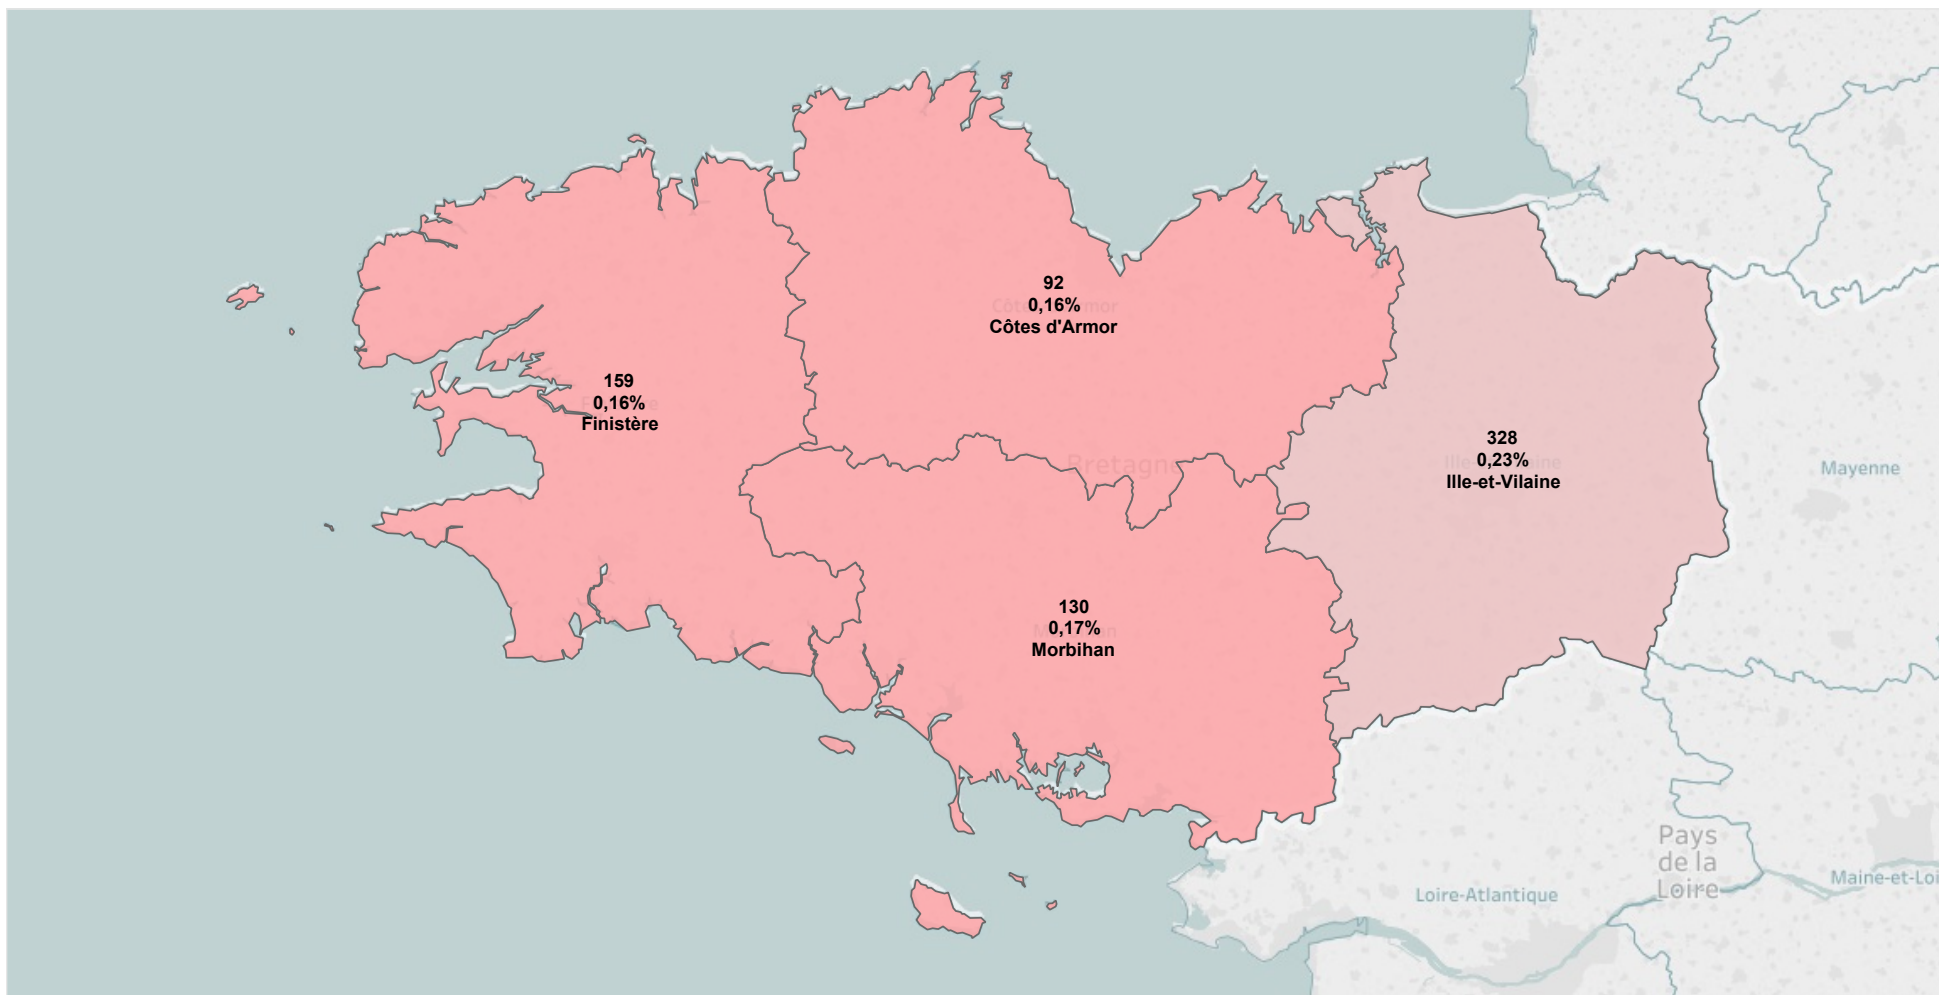 92
0,16%
Côtes d'Armor
159
0,16%
Finistère
328
0,23%
Ille-et-Vilaine
Bretagne
Mayenne
130
0,17%
Morbihan
Pays
de la
Loire
Loire-Atlantique
Maine-et-Loi